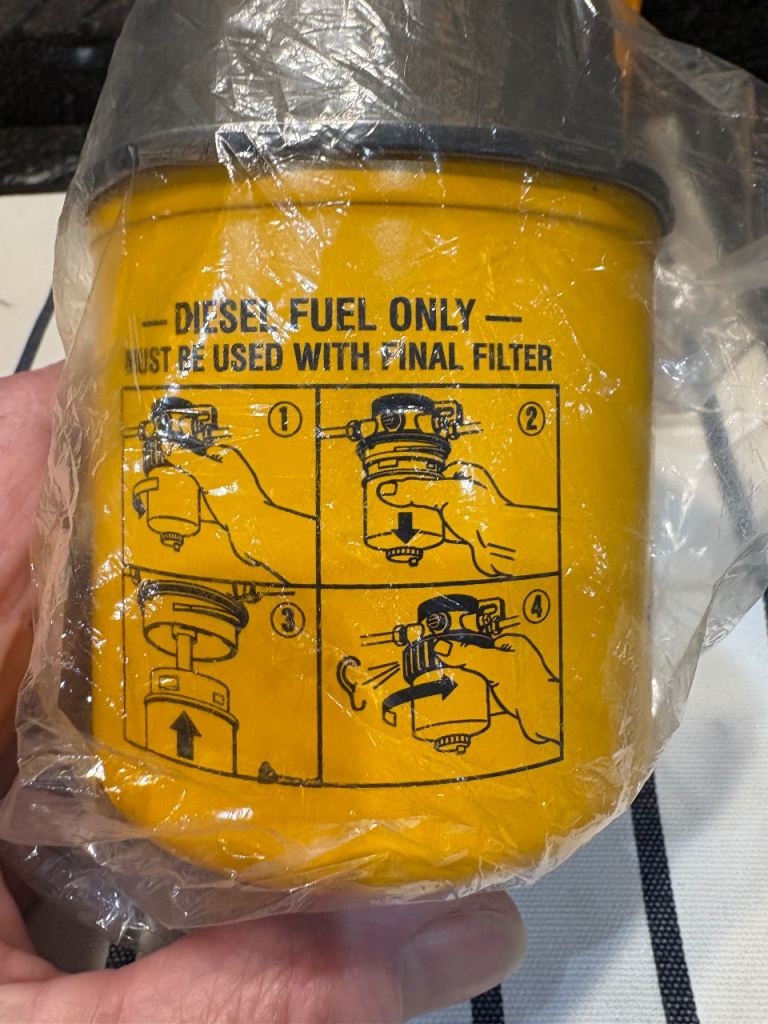 — DIESEL FUEL ONLY —
MUST BE USED WITH FINAL FILTER
1
2
3
4